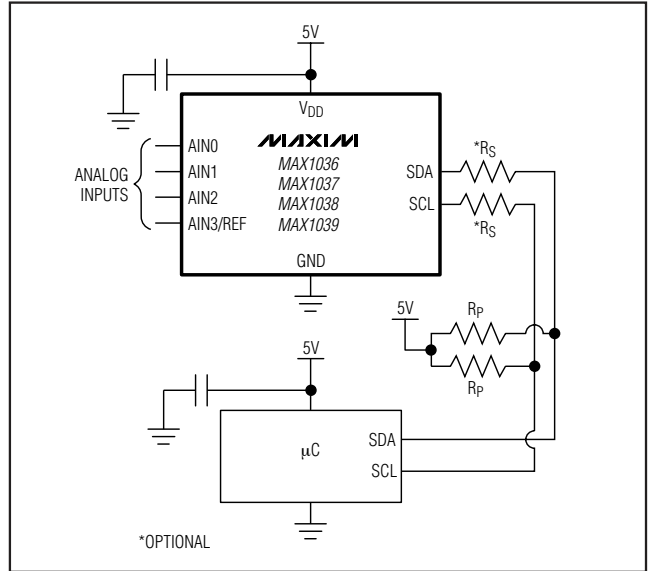 5V
VDD
MAXIM
MAX1036
MAX1037
MAX1038
MAX1039
ANALOG
INPUTS
AIN0
AIN1
AIN2
AIN3/REF
GND
SDA
SCL
*RS
*RS
5V
RP
RP
5V
μC
SDA
SCL
*OPTIONAL